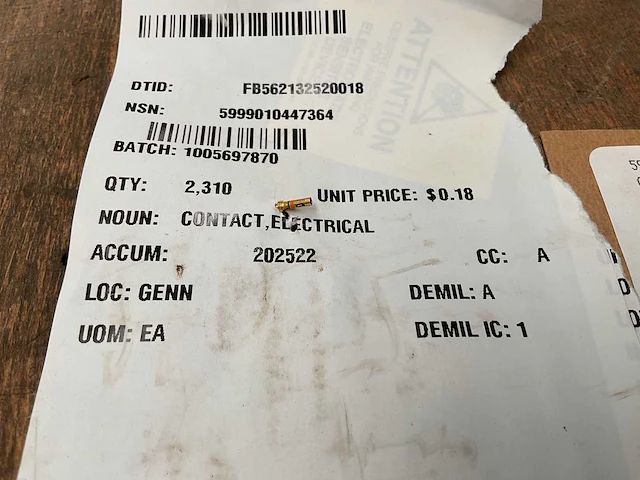 DTID: FB562132520018
NSN: 5999010447364
BATCH: 1005697870
QTY: 2,310 UNIT PRICE: $0.18
NOUN: CONTACT,ELECTRICAL
ACCUM: 202522 CC: A
LOC: GENN DEMIL: A
UOM: EA DEMIL IC: 1
ATTENTION